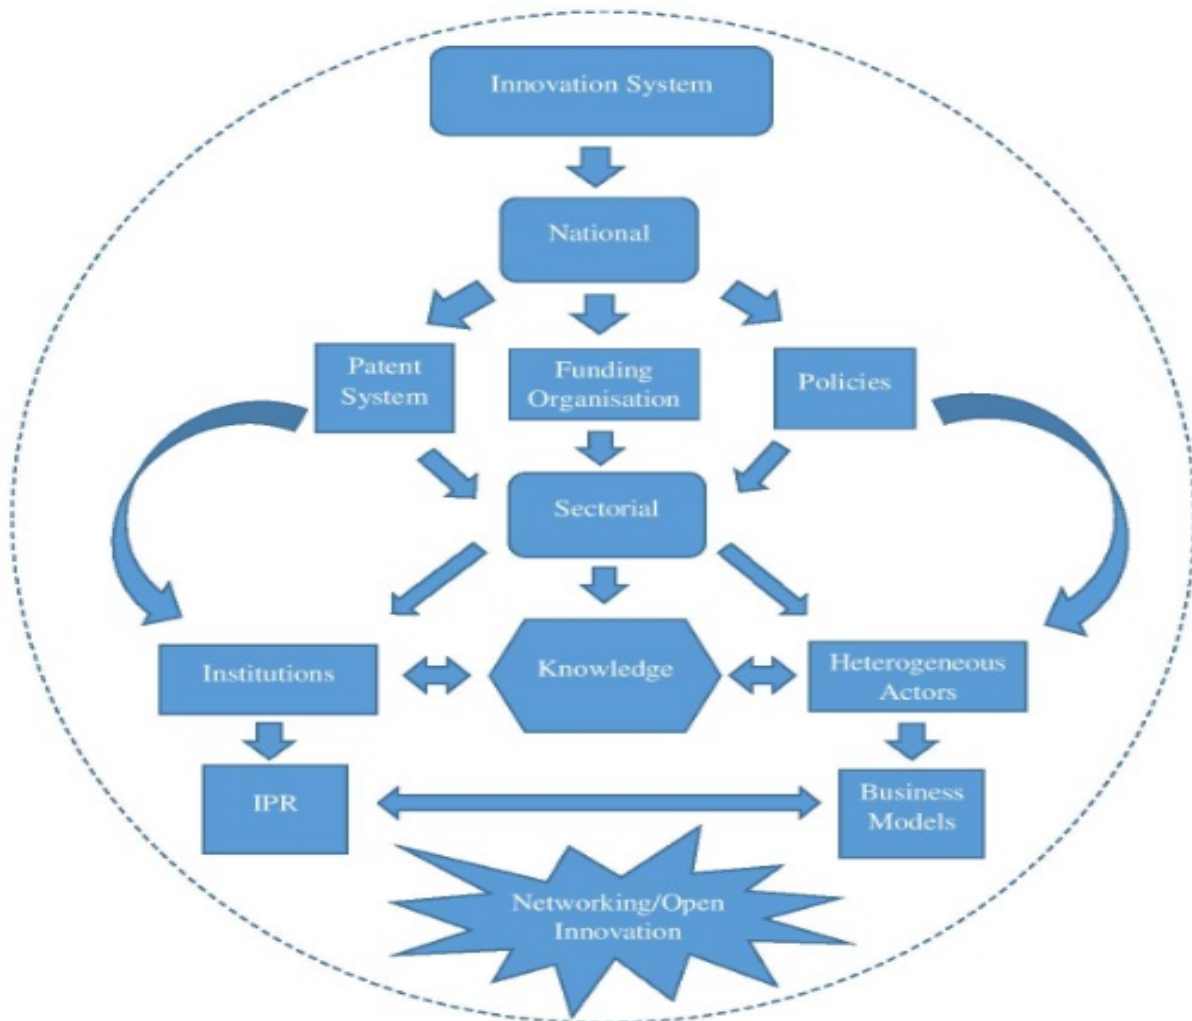 Innovation System
National
Patent
System
Funding
Organisation
Policies
Sectorial
Institutions
Knowledge
Heterogeneous
Actors
IPR
Business
Models
Networking/Open
Innovation